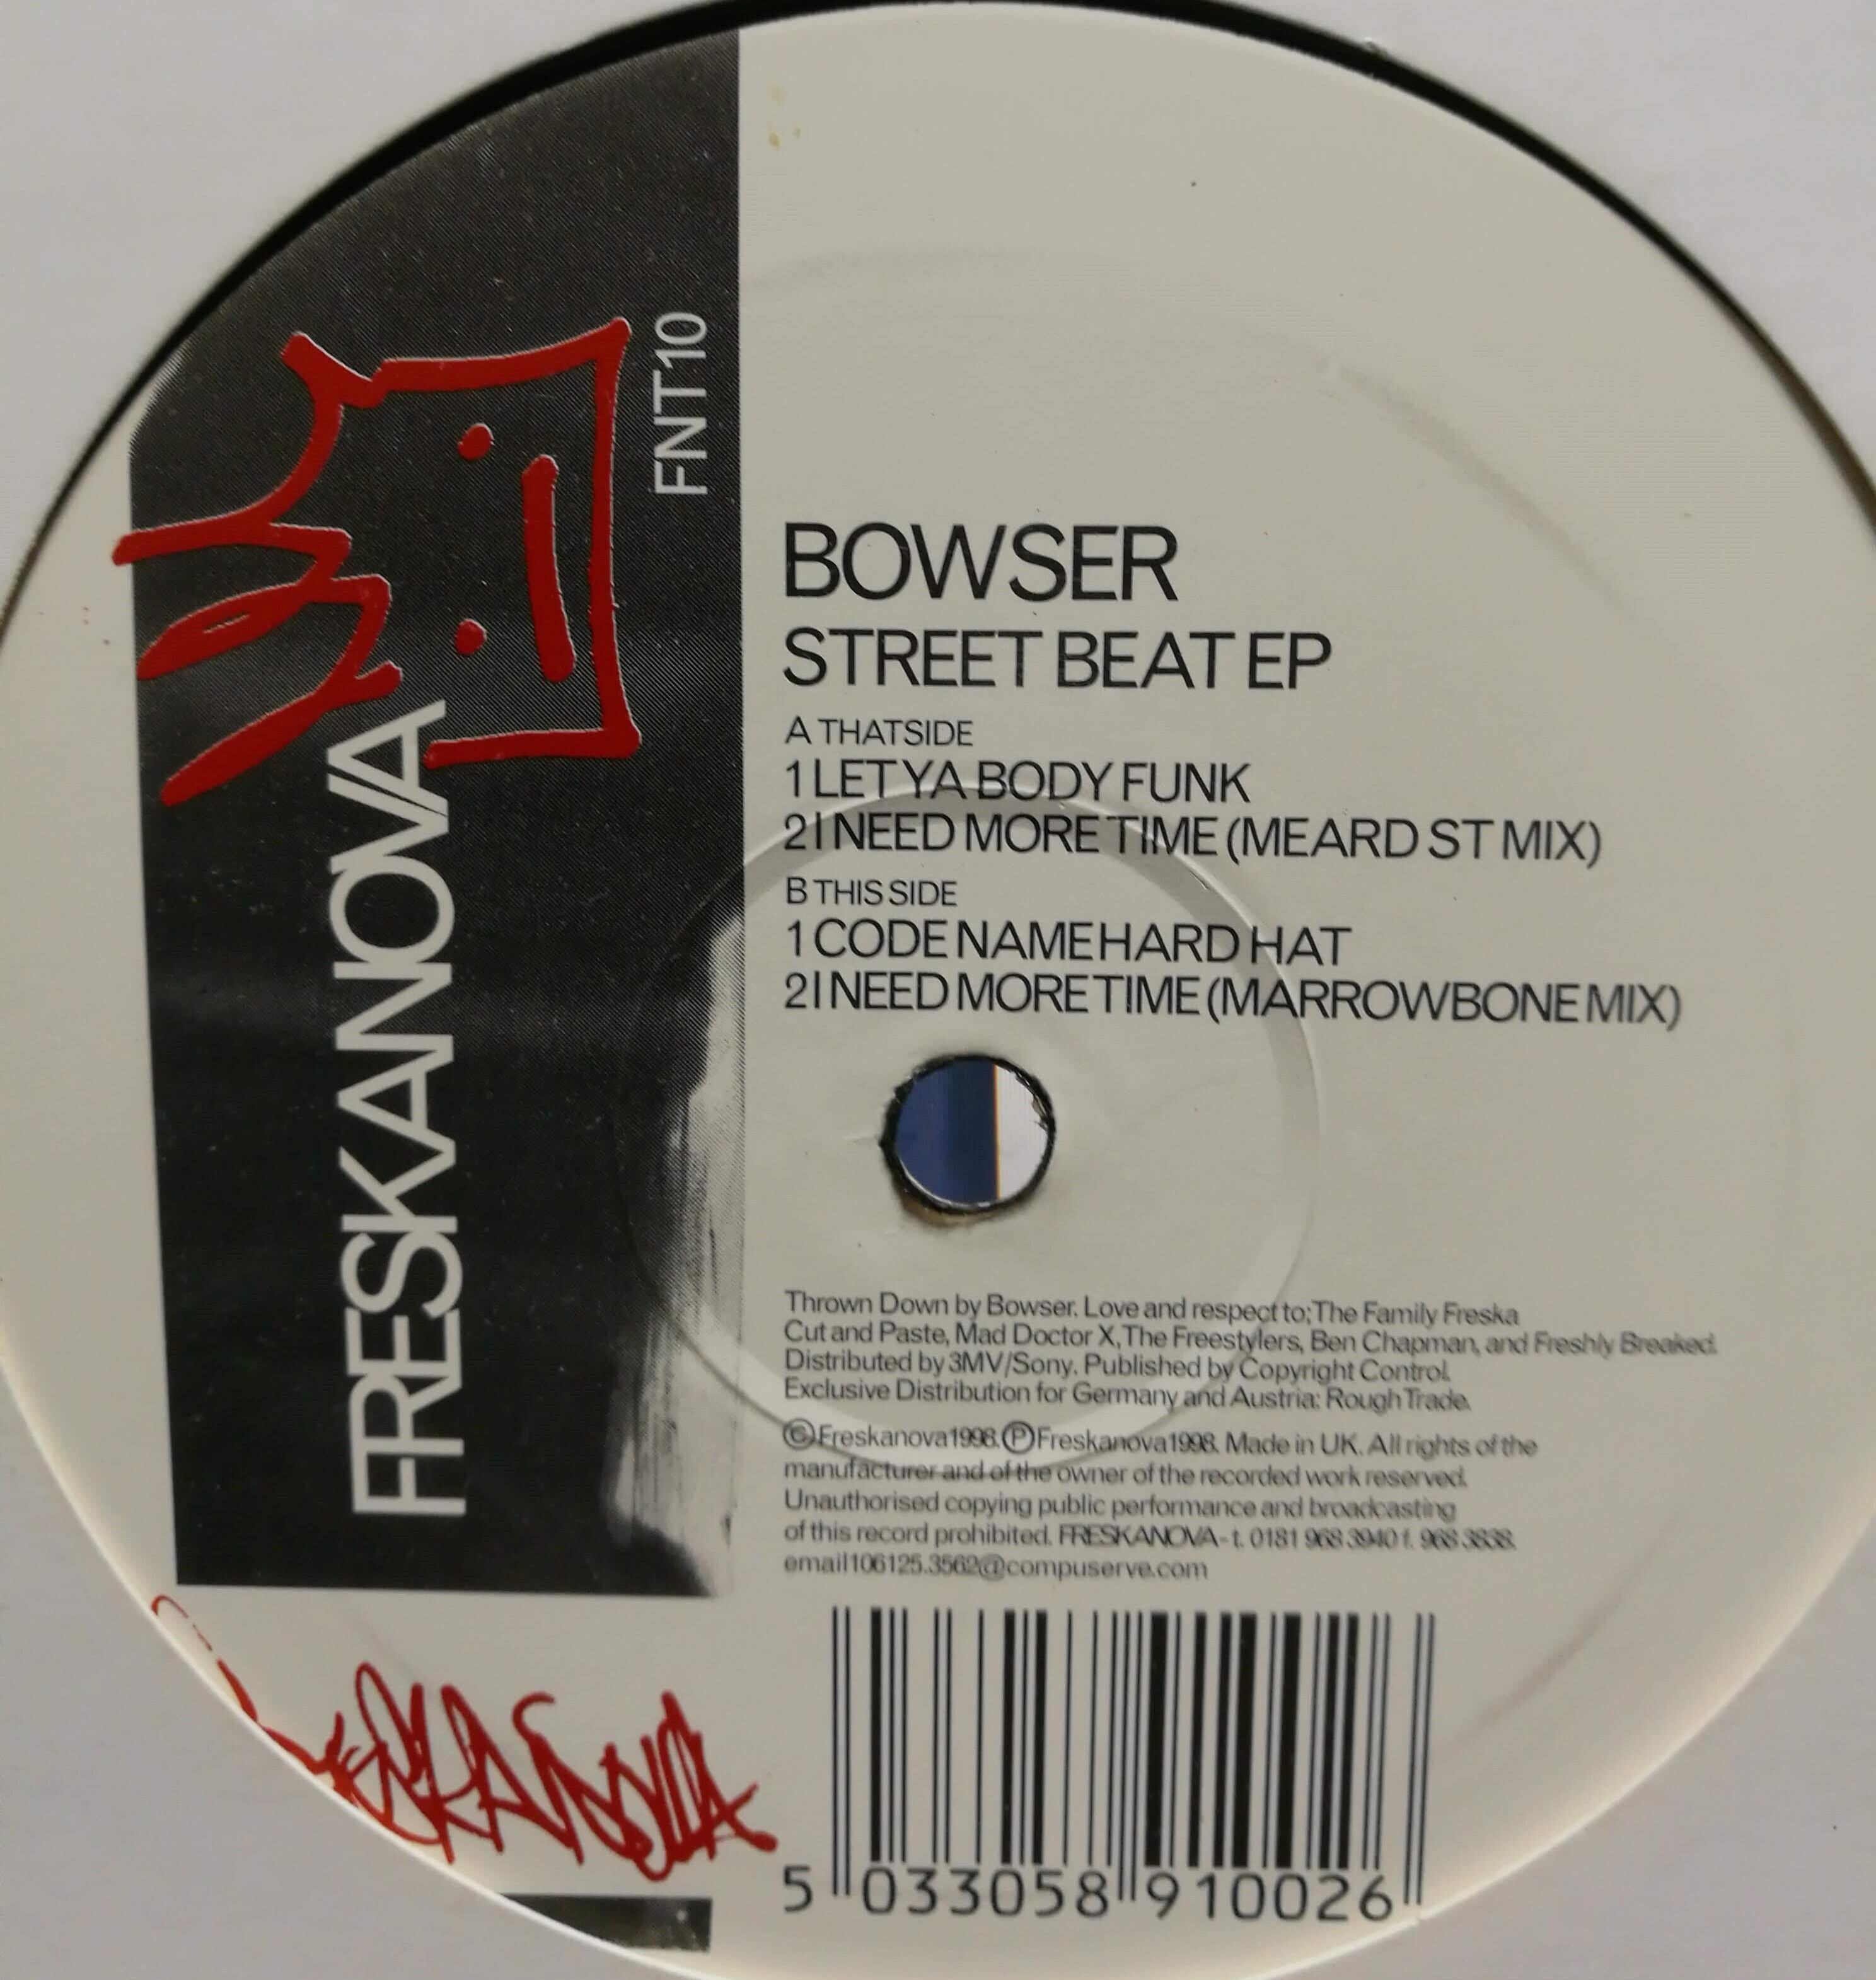 FRESKANOVA
FNT10
BOWSER
STREET BEAT EP
A THATSIDE
1 LET YA BODY FUNK
2 I NEED MORE TIME (MEARD ST MIX)
B THIS SIDE
1 CODE NAME HARD HAT
2 I NEED MORE TIME (MARROWBONE MIX)
Thrown Down by Bowser. Love and respect to; The Family Freska
Cut and Paste, Mad Doctor X, The Freestylers, Ben Chapman, and Freshly Breaked.
Distributed by 3MV/Sony. Published by Copyright Control.
Exclusive Distribution for Germany and Austria: Rough Trade.
©Freskanova 1998. ℗Freskanova 1998. Made in UK. All rights of the
manufacturer and of the owner of the recorded work reserved.
Unauthorised copying public performance and broadcasting
of this record prohibited. FRESKANOVA - t. 0181 968 3940 f. 968 3838.
email 106125.3562@compuserve.com
FRESKANOVA
5 033058 910026